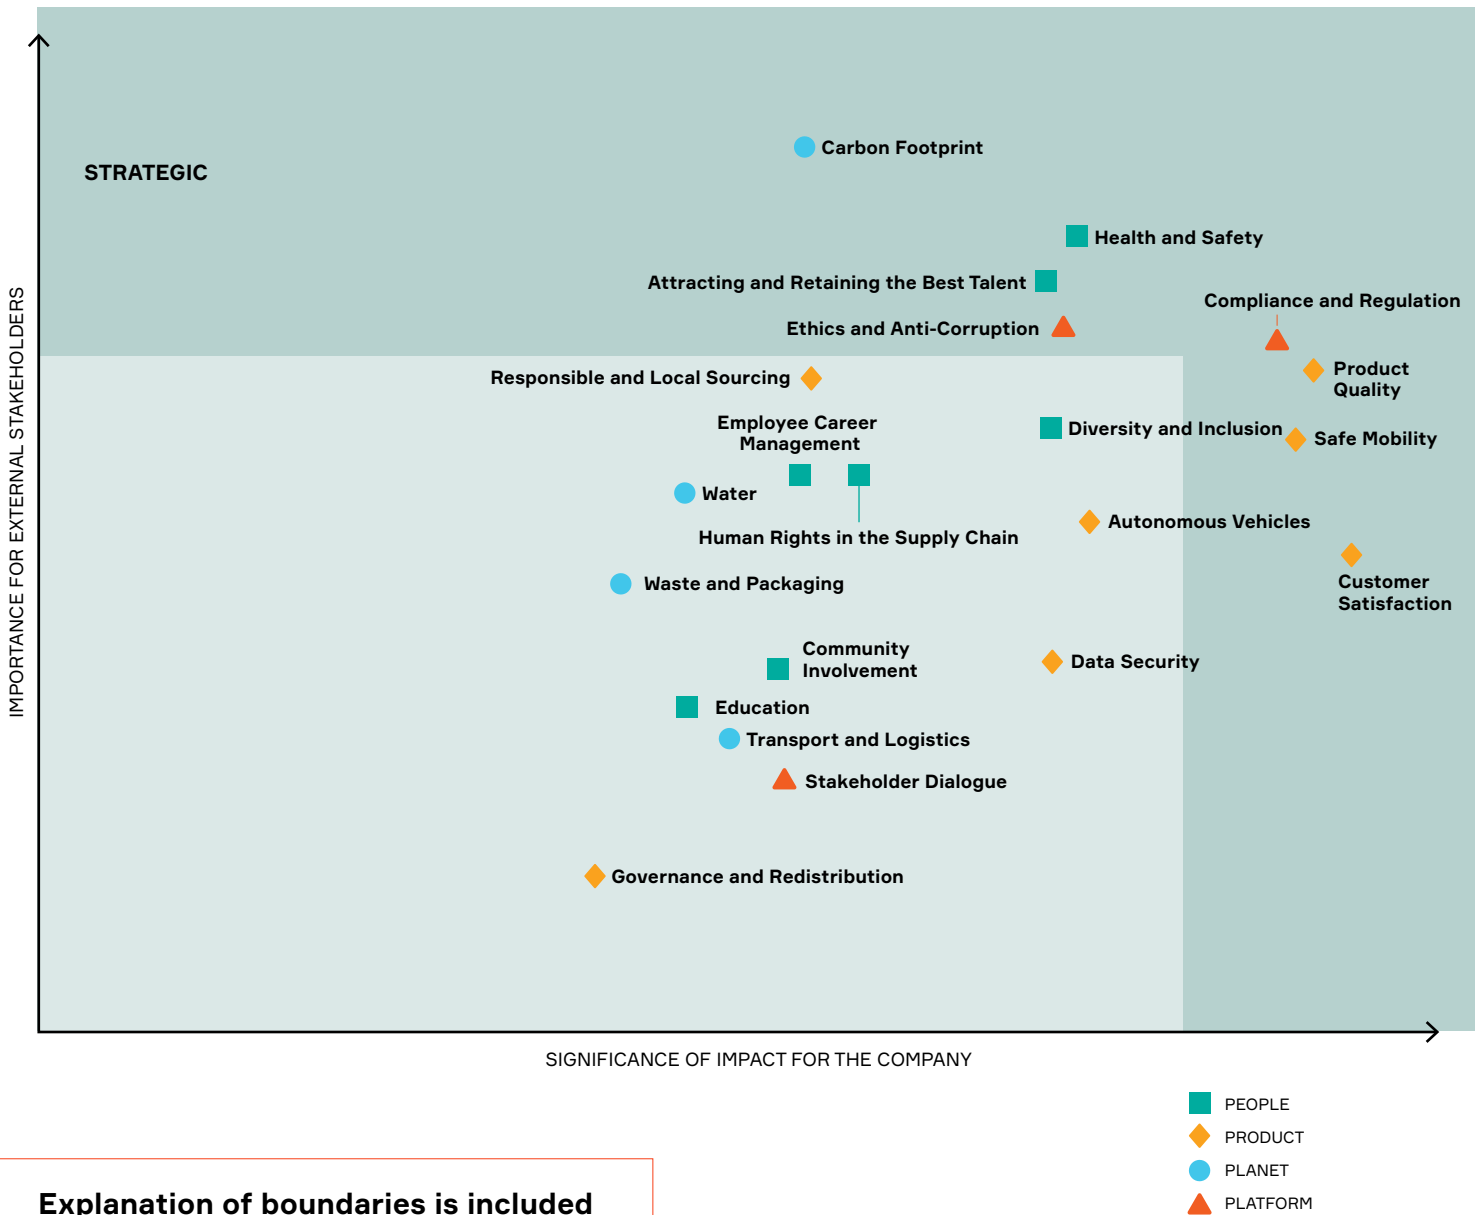 STRATEGIC
Carbon Footprint
Health and Safety
Attracting and Retaining the Best Talent
Compliance and Regulation
Ethics and Anti-Corruption
Product
Quality
Responsible and Local Sourcing
Employee Career
Management
Diversity and Inclusion
Safe Mobility
Water
Autonomous Vehicles
Human Rights in the Supply Chain
Customer
Satisfaction
Waste and Packaging
Community
Involvement
Data Security
Education
Transport and Logistics
Stakeholder Dialogue
Governance and Redistribution
IMPORTANCE FOR EXTERNAL STAKEHOLDERS
SIGNIFICANCE OF IMPACT FOR THE COMPANY
PEOPLE
PRODUCT
PLANET
PLATFORM
Explanation of boundaries is included